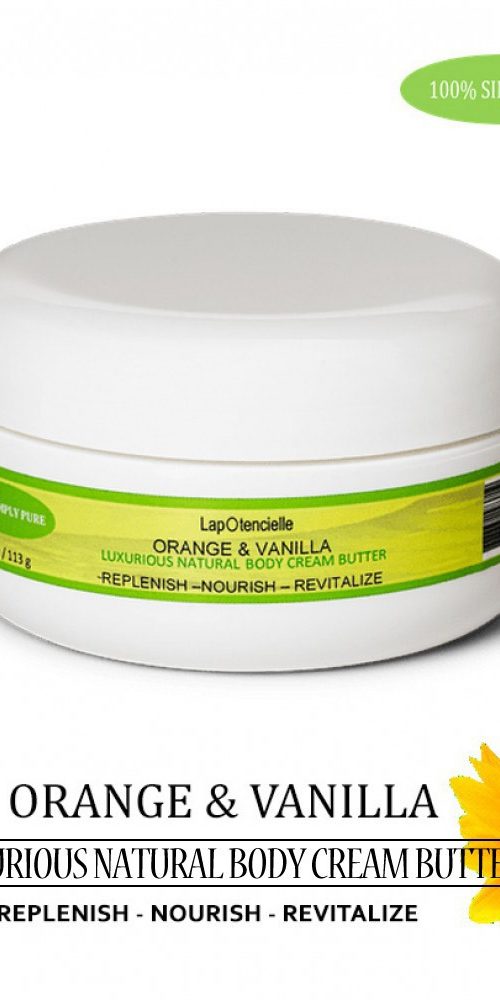 100% SI
MPLY PURE
/ 113 g
LapOtencielle
ORANGE & VANILLA
LUXURIOUS NATURAL BODY CREAM BUTTER
-REPLENISH –NOURISH – REVITALIZE
ORANGE & VANILLA
URIOUS NATURAL BODY CREAM BUTTE
REPLENISH - NOURISH - REVITALIZE